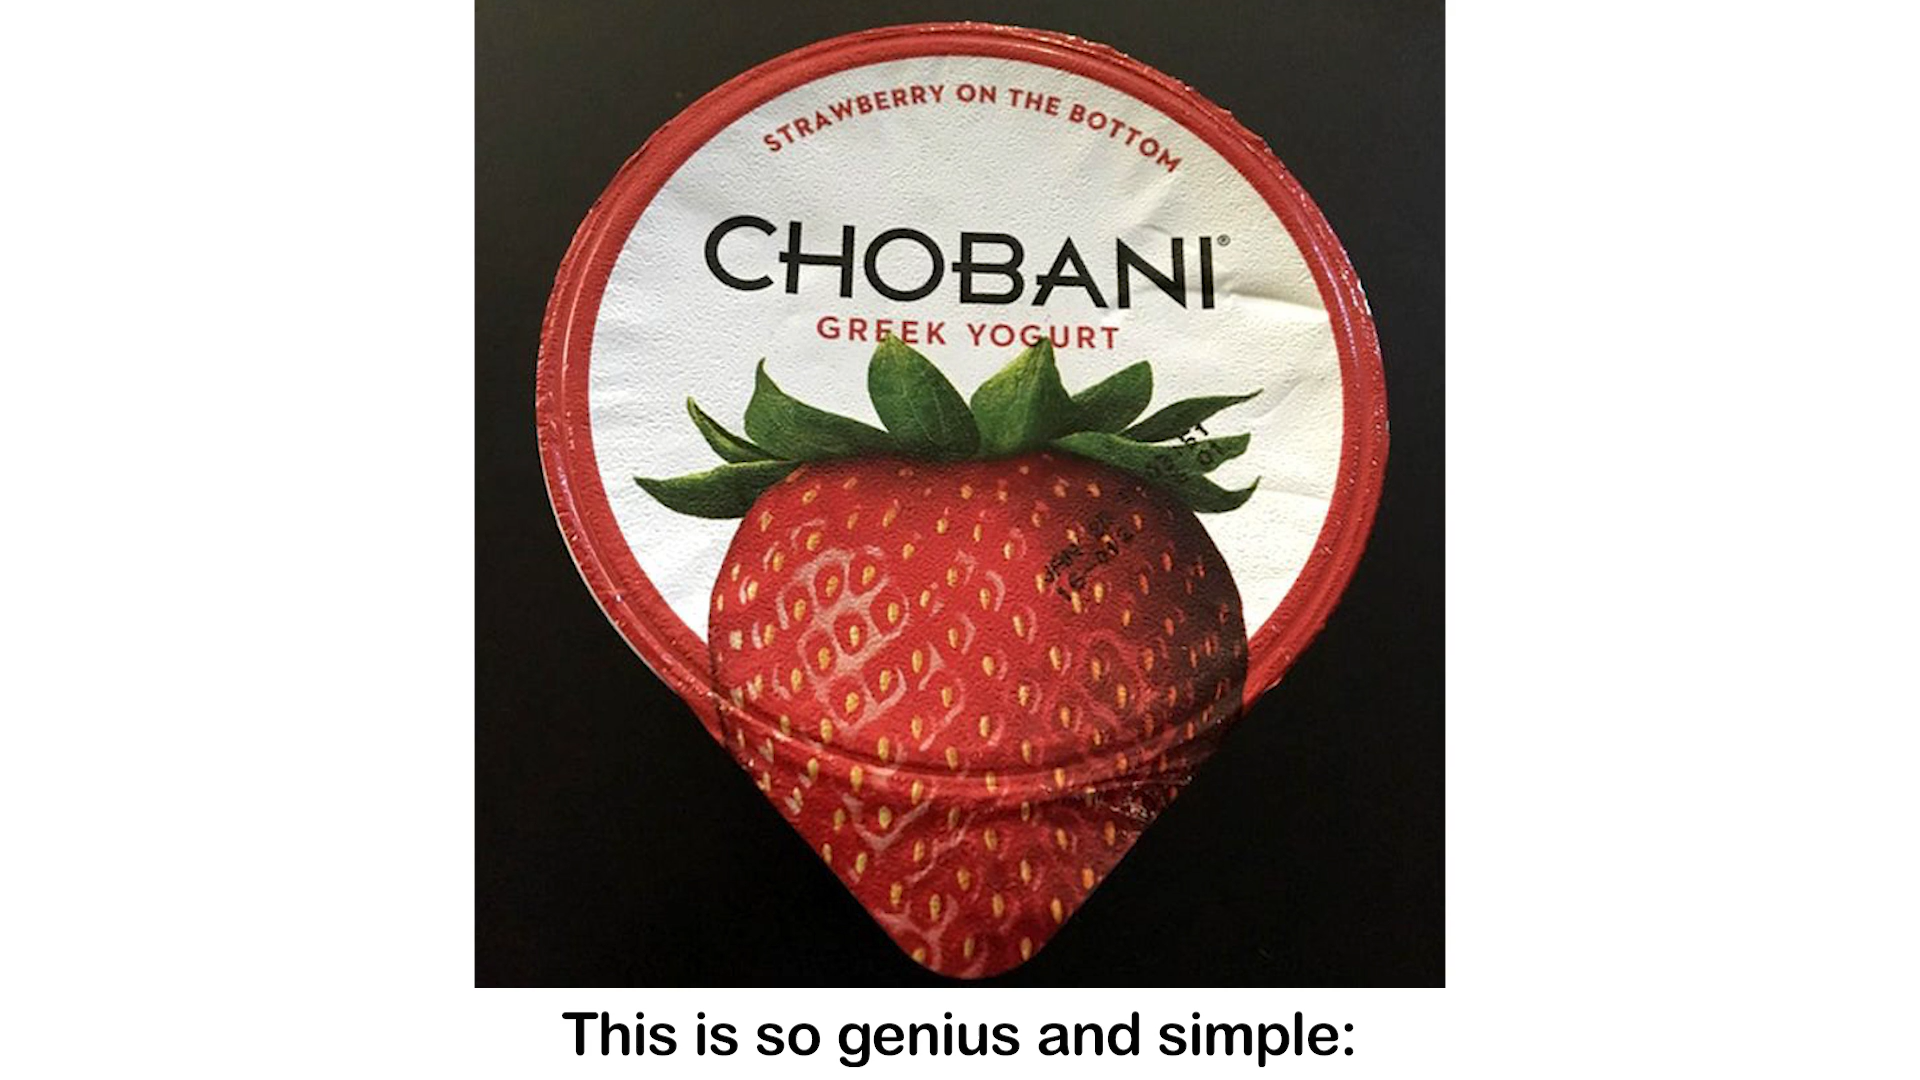 STRAWBERRY ON THE BOTTOM
CHOBANI®
GREEK YOGURT
This is so genius and simple: